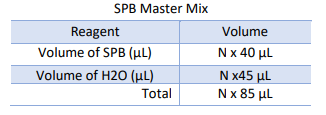 SPB Master Mix
Reagent Volume
Volume of SPB (µL) N x 40 µL
Volume of H2O (µL) N x45 µL
Total N x 85 µL